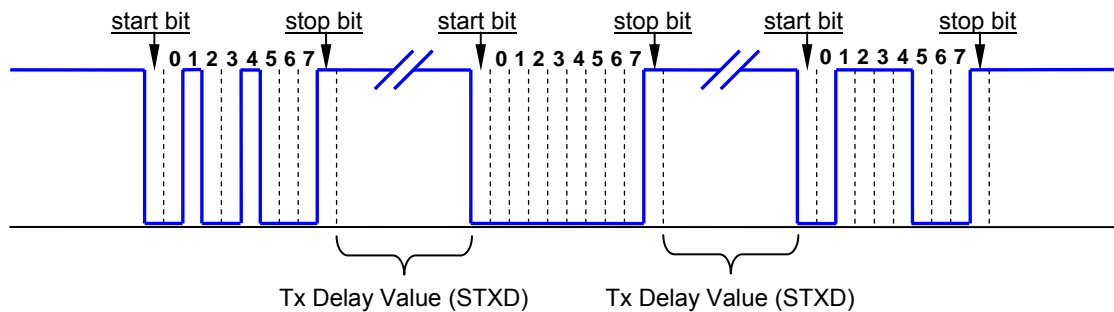 start bit stop bit start bit stop bit start bit stop bit
0 1 2 3 4 5 6 7 0 1 2 3 4 5 6 7 0 1 2 3 4 5 6 7
Tx Delay Value (STXD) Tx Delay Value (STXD)